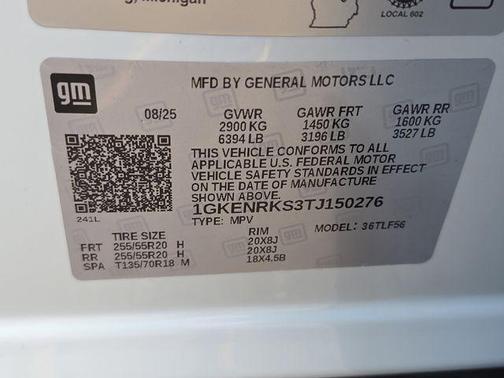 g, Michigan
LOCAL 602
gm
MFD BY GENERAL MOTORS LLC
08/25 GVWR GAWR FRT GAWR RR
2900 KG 1450 KG 1600 KG
6394 LB 3196 LB 3527 LB
THIS VEHICLE CONFORMS TO ALL
APPLICABLE U.S. FEDERAL MOTOR
VEHICLE SAFETY STANDARDS IN EFFECT
ON THE DATE OF MANUFACTURE
SHOWN ABOVE.
1GKENRKS3TJ150276
TYPE: MPV MODEL: 36TLF56
241L
TIRE SIZE RIM
FRT 255/55R20 H 20X8J
RR 255/55R20 H 20X8J
SPA T135/70R18 M 18X4.5B